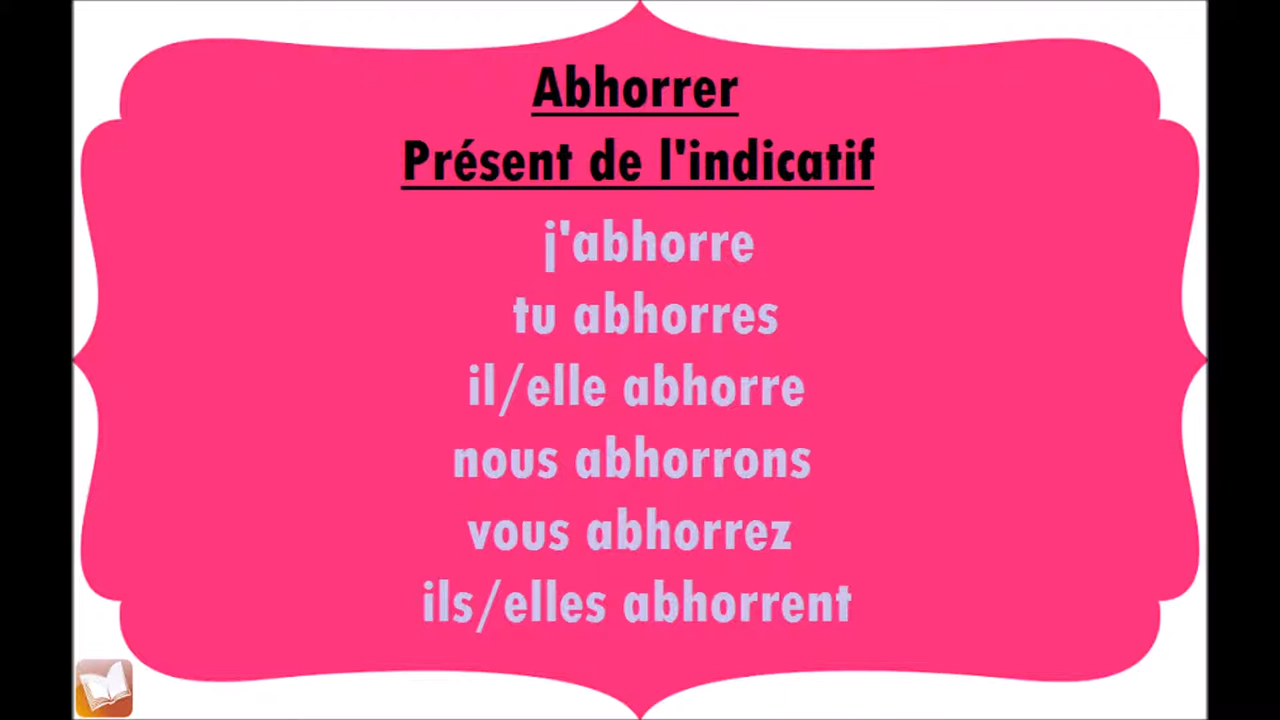 Abhorrer
Présent de l'indicatif
j'abhorre
tu abhorres
il/elle abhorre
nous abhorrons
vous abhorrez
ils/elles abhorrent